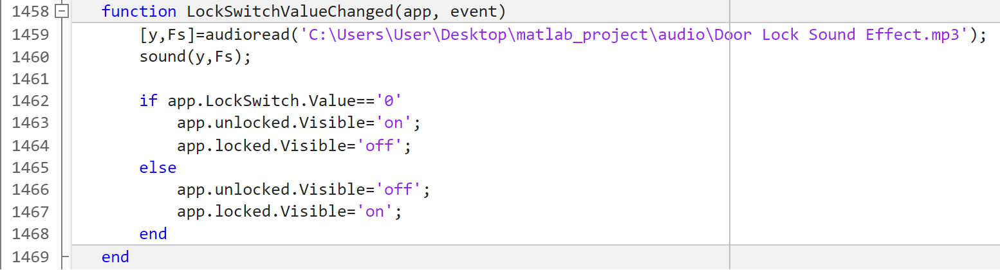 1458 function LockSwitchValueChanged(app, event)
1459 [y,Fs]=audioread('C:\Users\User\Desktop\matlab_project\audio\Door Lock Sound Effect.mp3');
1460 sound(y,Fs);
1461
1462 if app.LockSwitch.Value=='0'
1463 app.unlocked.Visible='on';
1464 app.locked.Visible='off';
1465 else
1466 app.unlocked.Visible='off';
1467 app.locked.Visible='on';
1468 end
1469 end